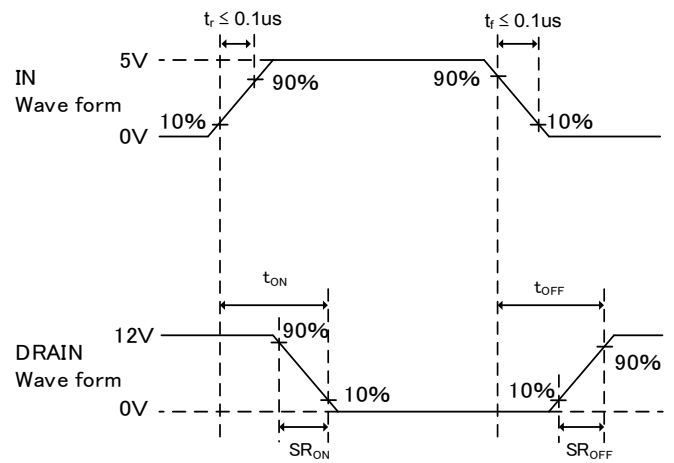 tr ≤ 0.1us
tf ≤ 0.1us
IN
Wave form
5V
90%
90%
10%
10%
0V
tON
tOFF
DRAIN
Wave form
12V
90%
90%
10%
10%
0V
SRON
SROFF